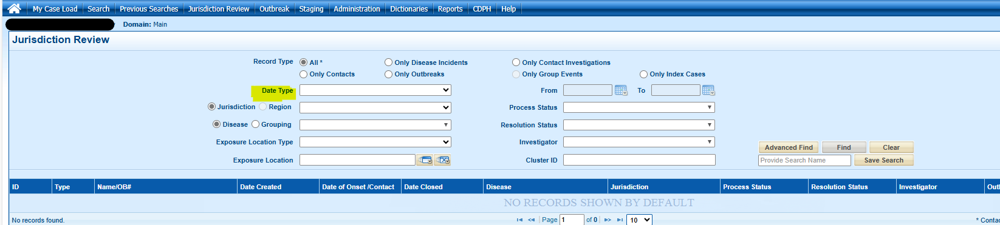 My Case Load Search Previous Searches Jurisdiction Review Outbreak Staging Administration Dictionaries Reports CDPH Help
Domain: Main
Jurisdiction Review
Record Type All * Only Disease Incidents Only Contact Investigations
Only Contacts Only Outbreaks Only Group Events Only Index Cases
Date Type From To
Jurisdiction Region Process Status
Disease Grouping Resolution Status
Exposure Location Type Investigator Advanced Find Find Clear
Exposure Location Cluster ID Provide Search Name Save Search
ID Type Name/OB# Date Created Date of Onset /Contact Date Closed Disease Jurisdiction Process Status Resolution Status Investigator Out
NO RECORDS SHOWN BY DEFAULT
No records found. Page 1 of 0 10 * Contac